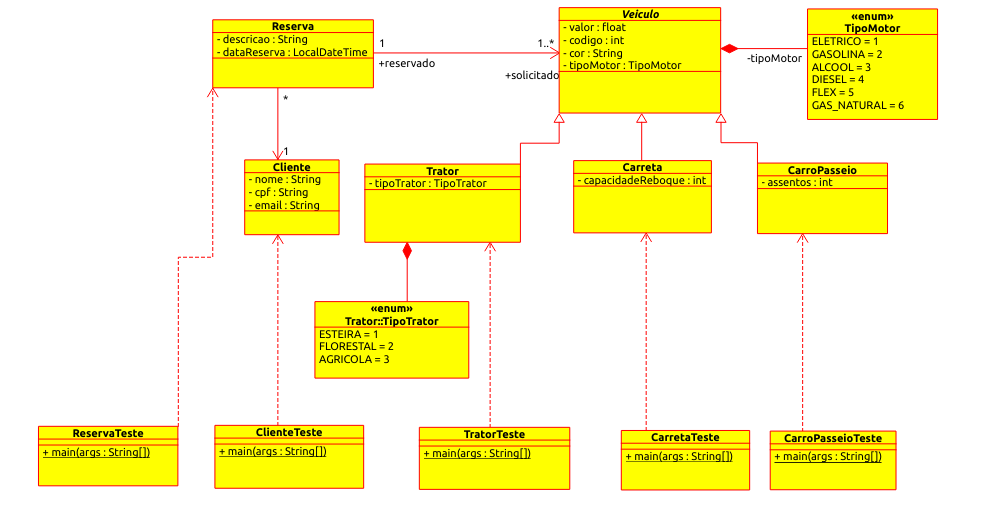 Reserva
- descricao : String
- dataReserva : LocalDateTime
1
+reservado
1..*
+solicitado
Veiculo
- valor : float
- codigo : int
- cor : String
- tipoMotor : TipoMotor
-tipoMotor
«enum»
TipoMotor
ELETRICO = 1
GASOLINA = 2
ALCOOL = 3
DIESEL = 4
FLEX = 5
GAS_NATURAL = 6
*
1
Cliente
- nome : String
- cpf : String
- email : String
Trator
- tipoTrator : TipoTrator
Carreta
- capacidadeReboque : int
CarroPasseio
- assentos : int
«enum»
Trator::TipoTrator
ESTEIRA = 1
FLORESTAL = 2
AGRICOLA = 3
ReservaTeste
+ main(args : String[])
ClienteTeste
+ main(args : String[])
TratorTeste
+ main(args : String[])
CarretaTeste
+ main(args : String[])
CarroPasseioTeste
+ main(args : String[])